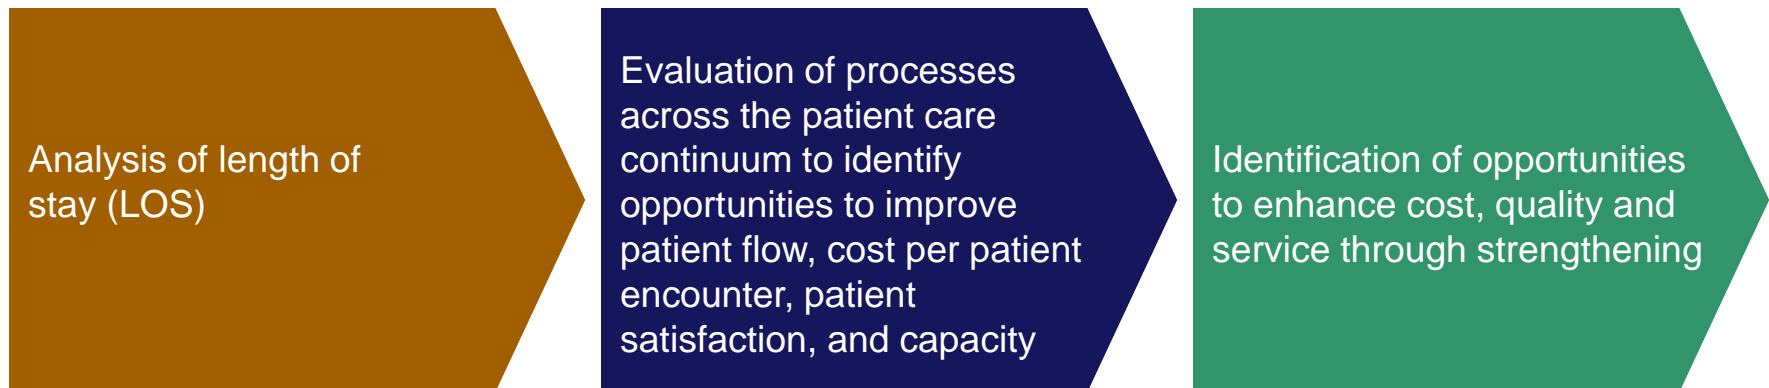 Analysis of length of
stay (LOS)
Evaluation of processes
across the patient care
continuum to identify
opportunities to improve
patient flow, cost per patient
encounter, patient
satisfaction, and capacity
Identification of opportunities
to enhance cost, quality and
service through strengthening